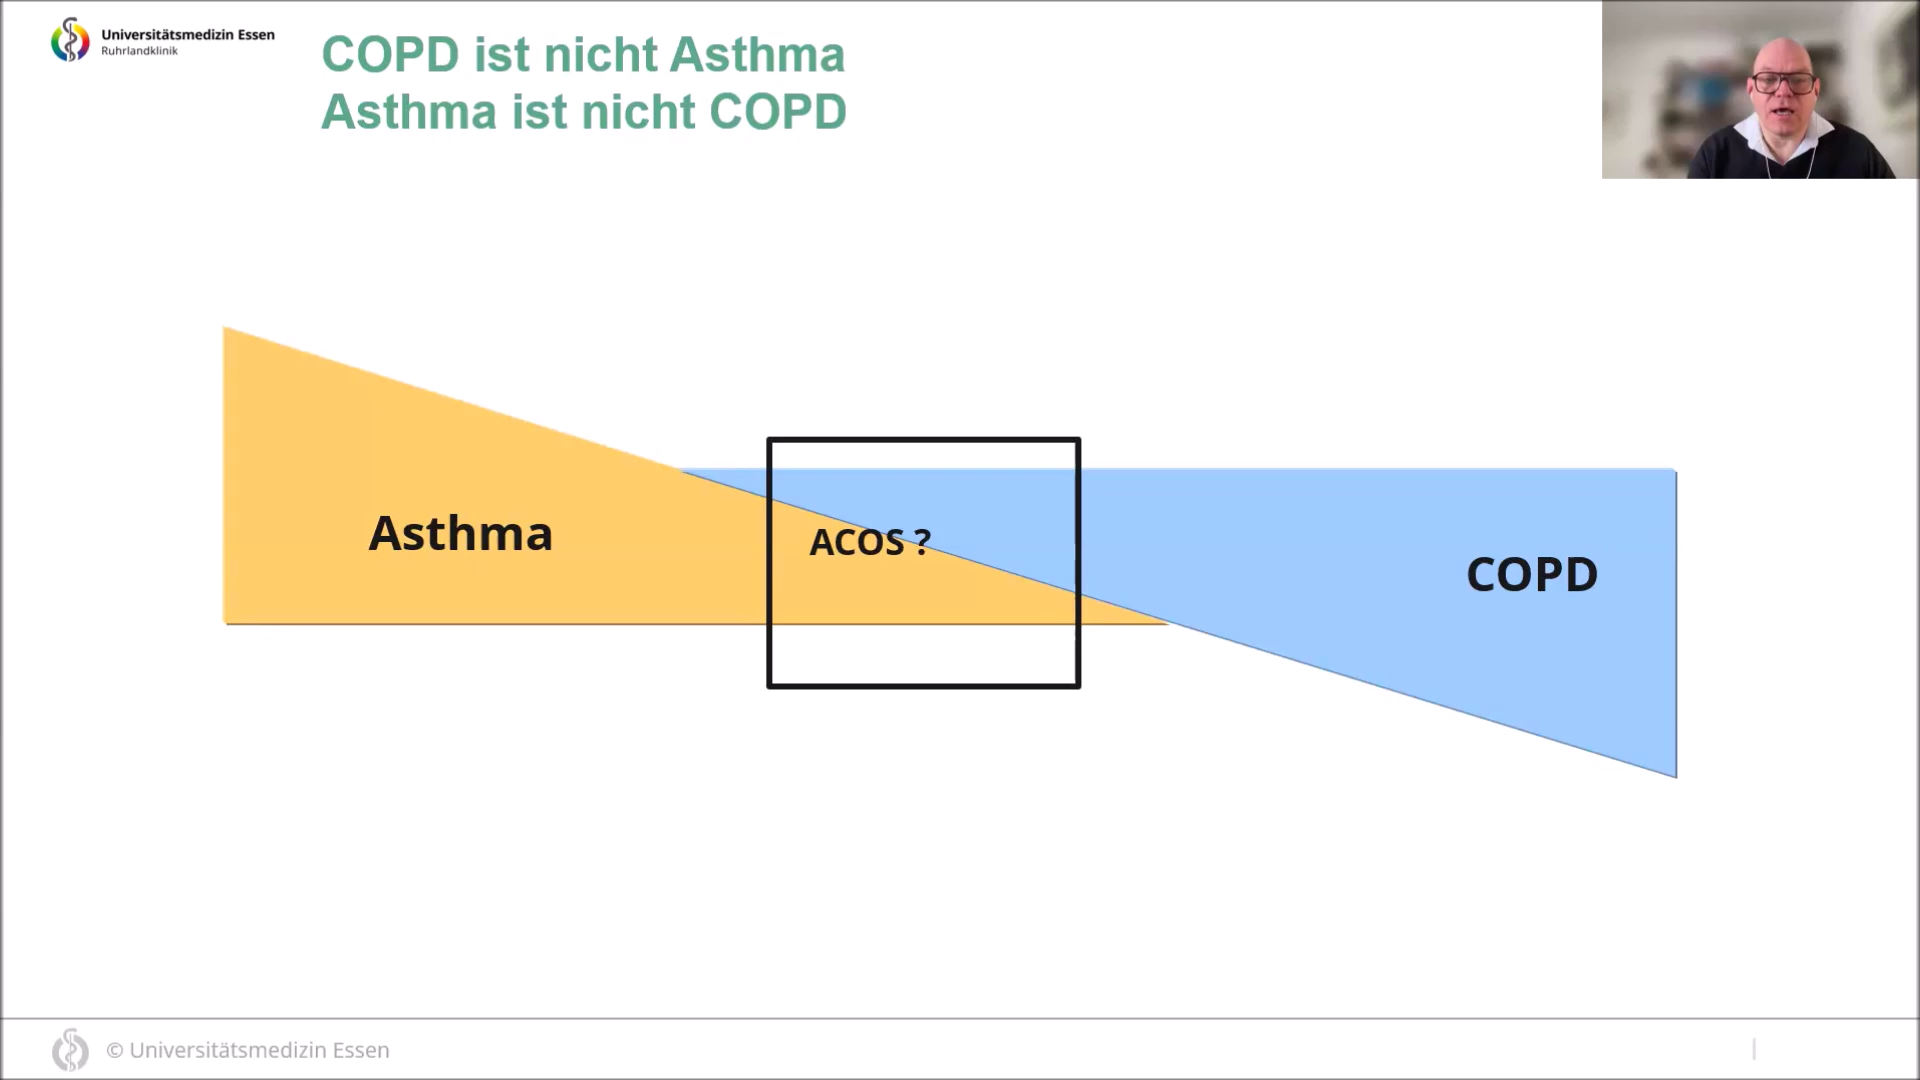 Universitätsmedizin Essen
Ruhrlandklinik
COPD ist nicht Asthma
Asthma ist nicht COPD
Asthma
ACOS ?
COPD
© Universitätsmedizin Essen